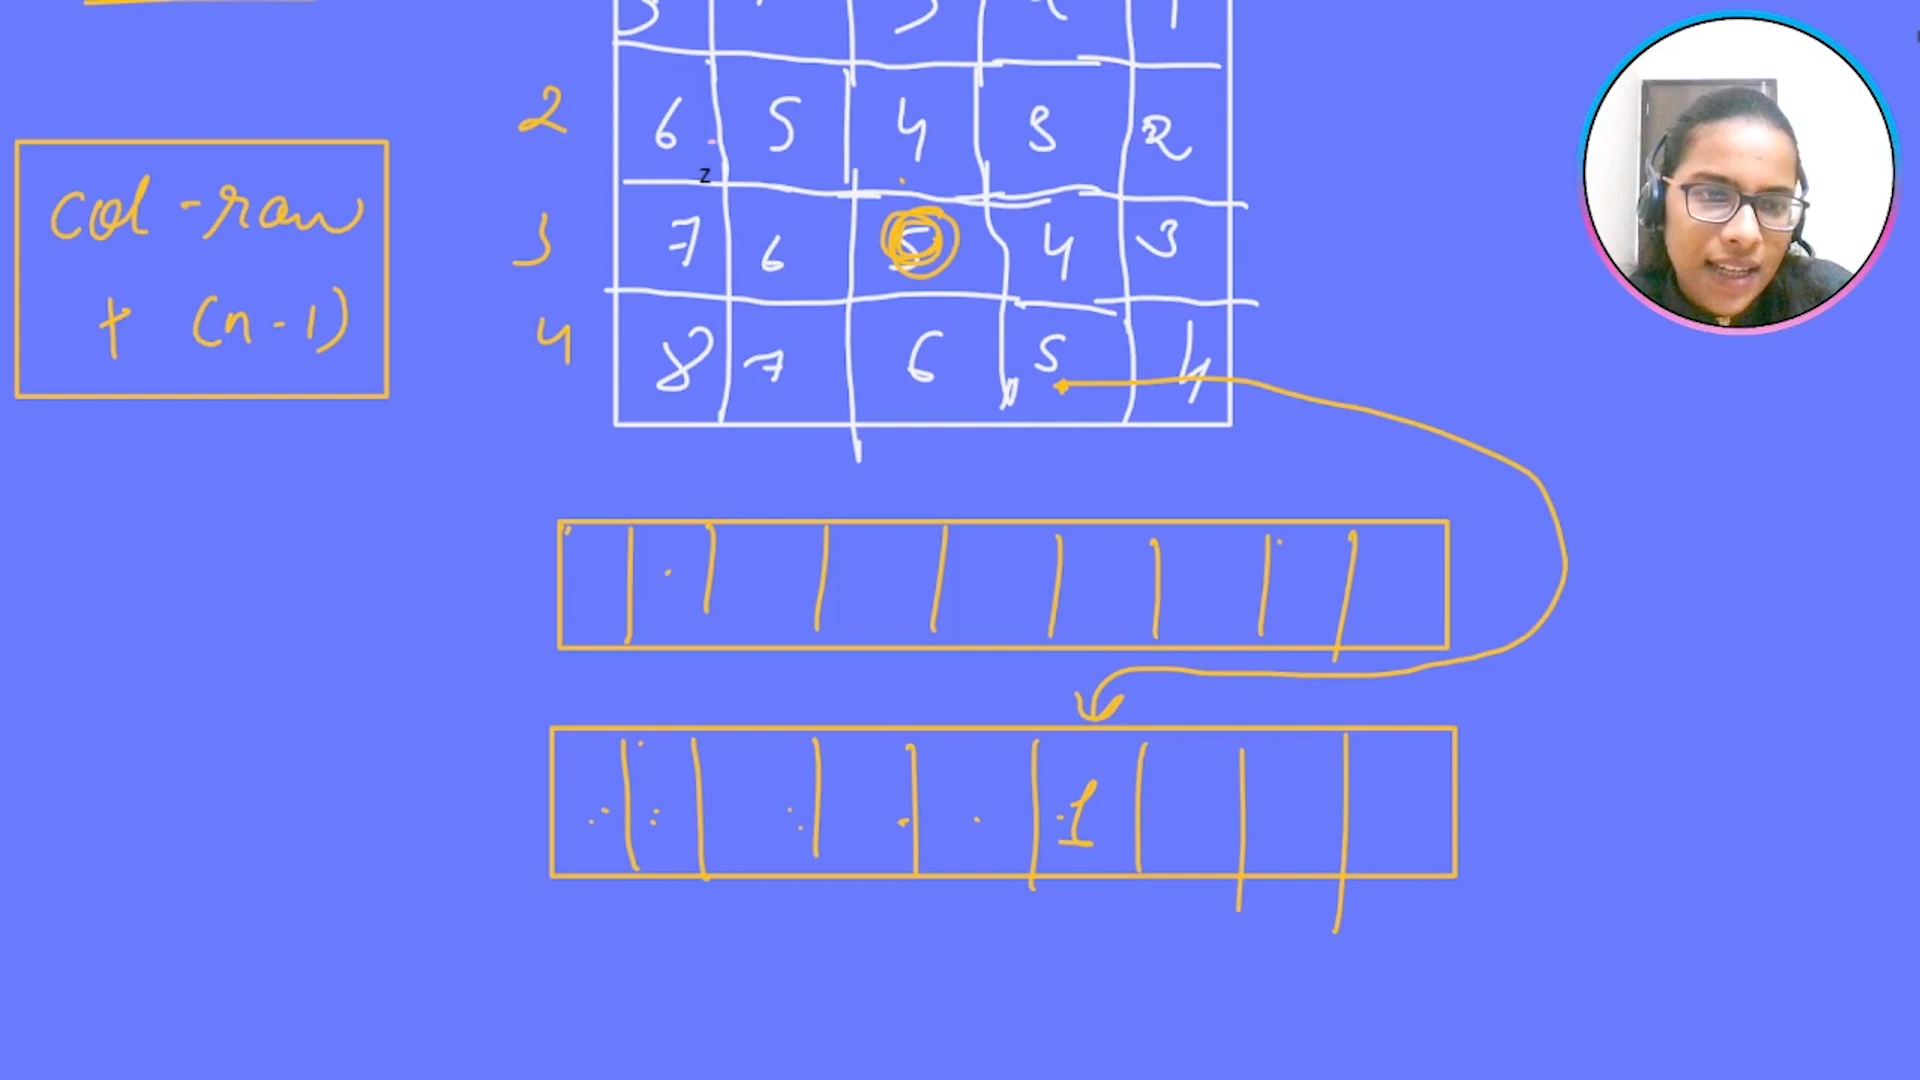 col -row
+ (n-1)
2 6 5 4 3 2
z
3 7 6 5 4 3
4 8 7 6 5 4
1